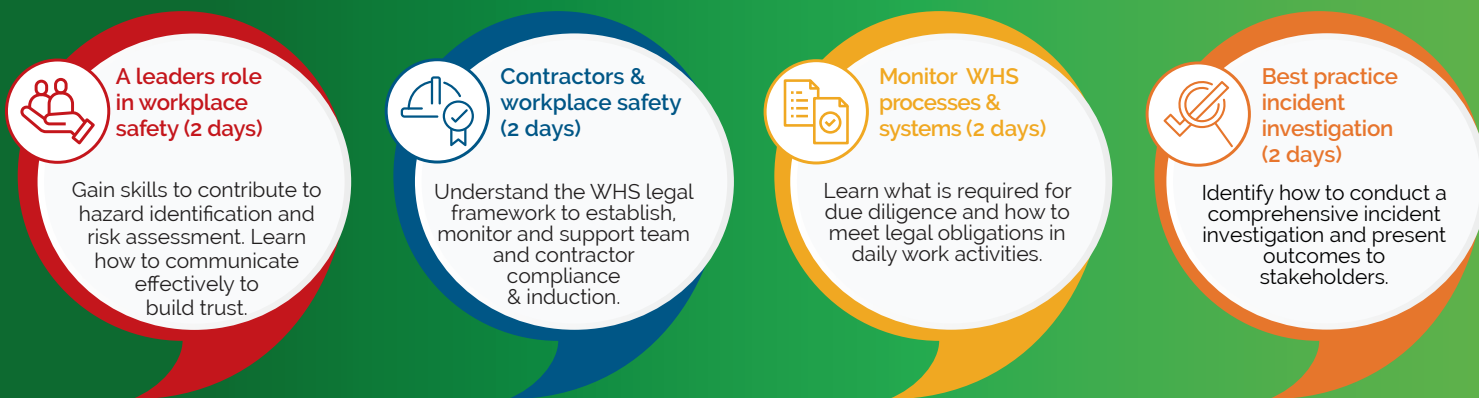 A leaders role
in workplace
safety (2 days)
Gain skills to contribute to
hazard identification and
risk assessment. Learn
how to communicate
effectively to
build trust.
Contractors &
workplace safety
(2 days)
Understand the WHS legal
framework to establish,
monitor and support team
and contractor
compliance
& induction.
Monitor WHS
processes &
systems (2 days)
Learn what is required for
due diligence and how to
meet legal obligations in
daily work activities.
Best practice
incident
investigation
(2 days)
Identify how to conduct a
comprehensive incident
investigation and present
outcomes to
stakeholders.